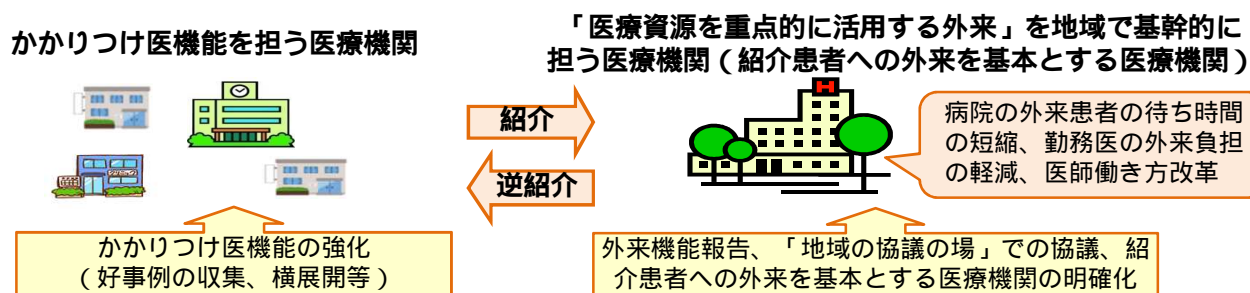 かかりつけ医機能を担う医療機関
「医療資源を重点的に活用する外来」を地域で基幹的に
担う医療機関(紹介患者への外来を基本とする医療機関)
H
紹介
逆紹介
病院の外来患者の待ち時間
の短縮、勤務医の外来負担
の軽減、医師働き方改革
かかりつけ医機能の強化
(好事例の収集、横展開等)
外来機能報告、「地域の協議の場」での協議、紹
介患者への外来を基本とする医療機関の明確化